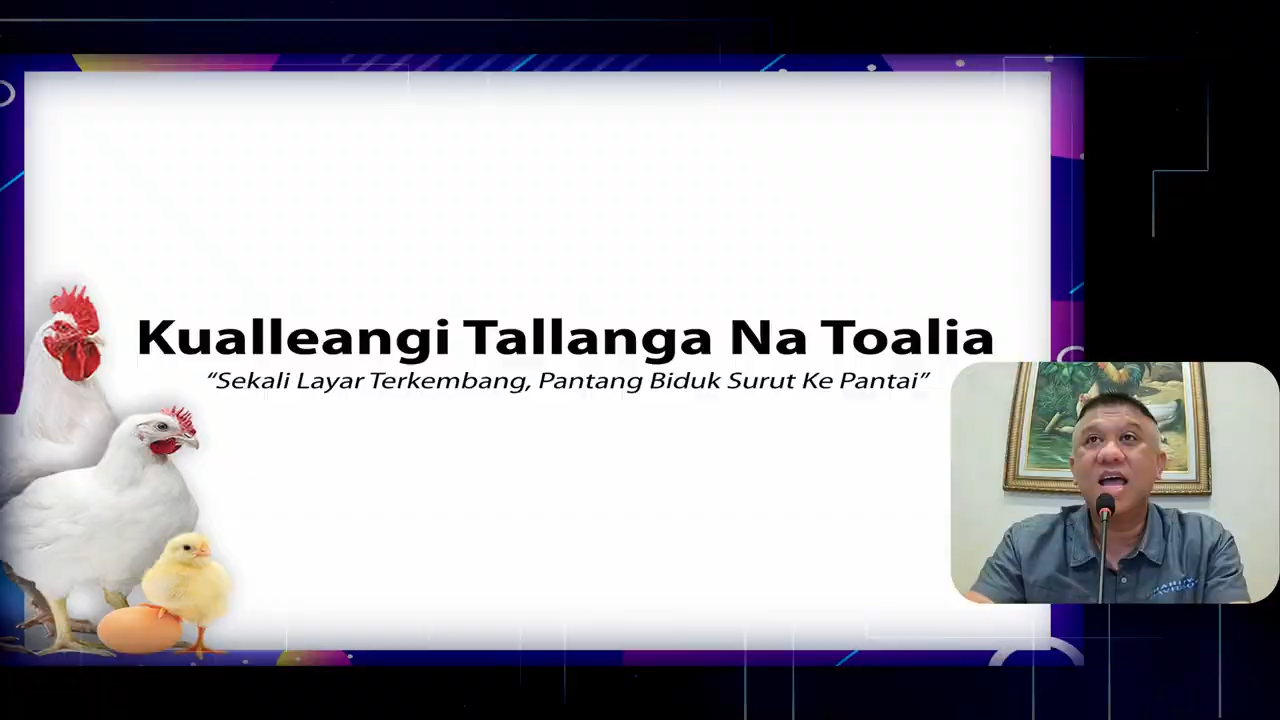 Kualleangi Tallanga Na Toalia
“Sekali Layar Terkembang, Pantang Biduk Surut Ke Pantai”